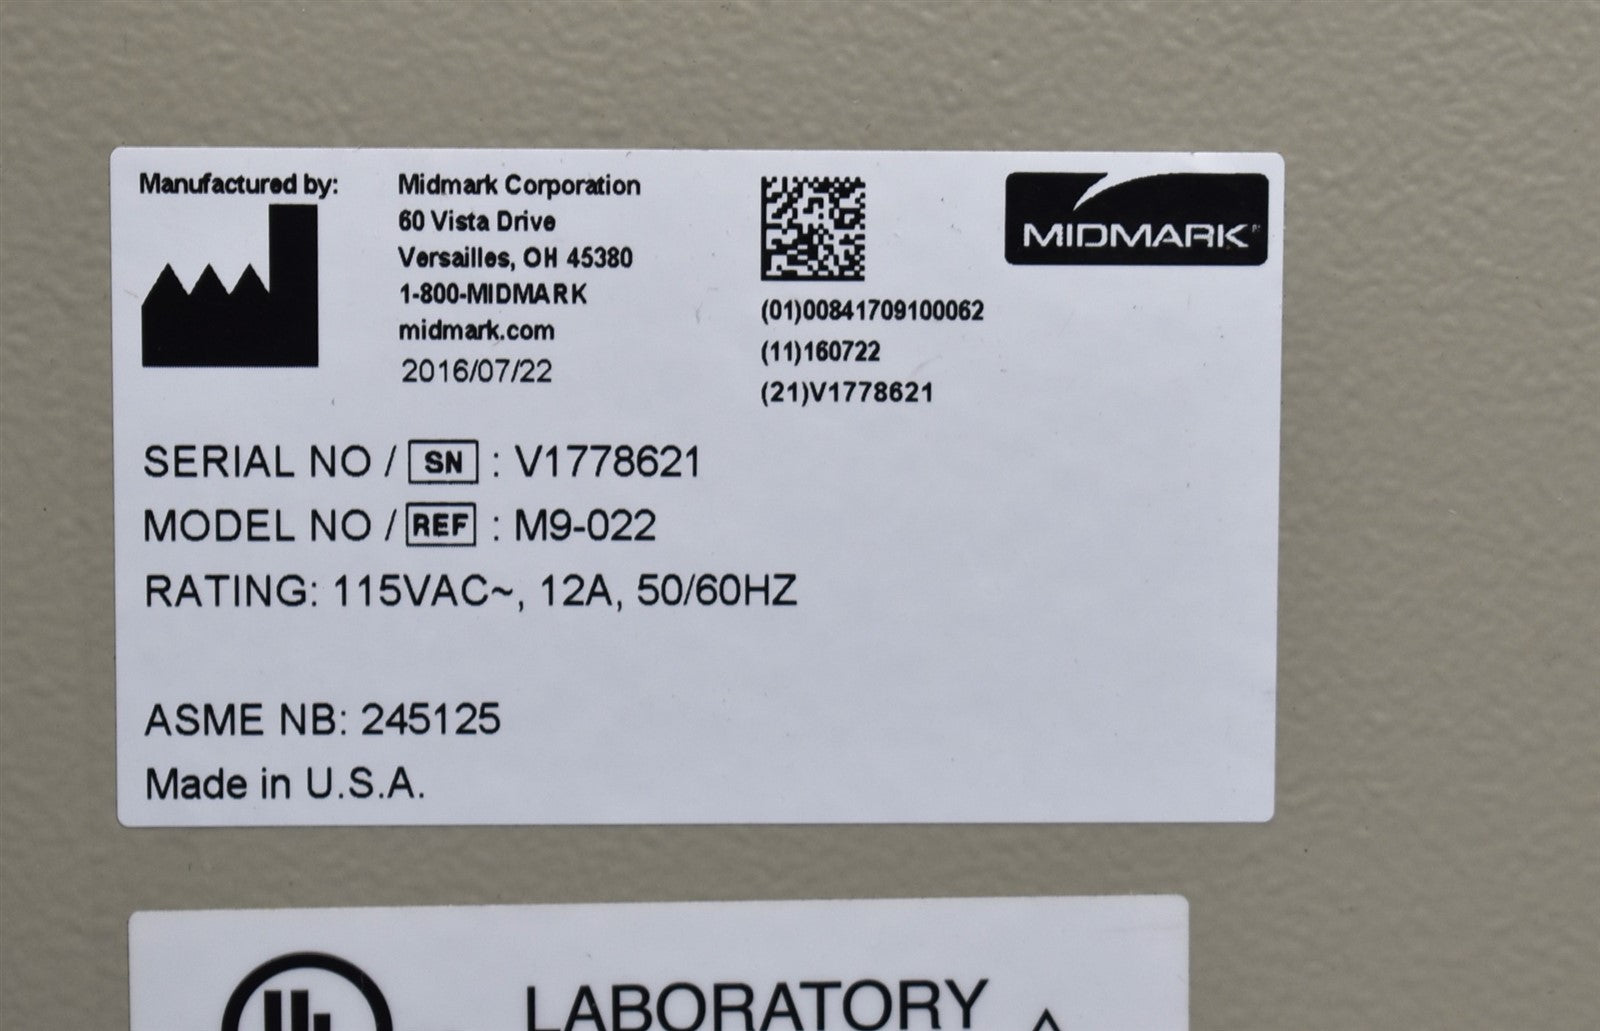 Manufactured by:
Midmark Corporation
60 Vista Drive
Versailles, OH 45380
1-800-MIDMARK
midmark.com
2016/07/22
(01)00841709100062
(11)160722
(21)V1778621
MIDMARK
SERIAL NO / SN : V1778621
MODEL NO / REF : M9-022
RATING: 115VAC~, 12A, 50/60HZ
ASME NB: 245125
Made in U.S.A.
UL
LABORATORY